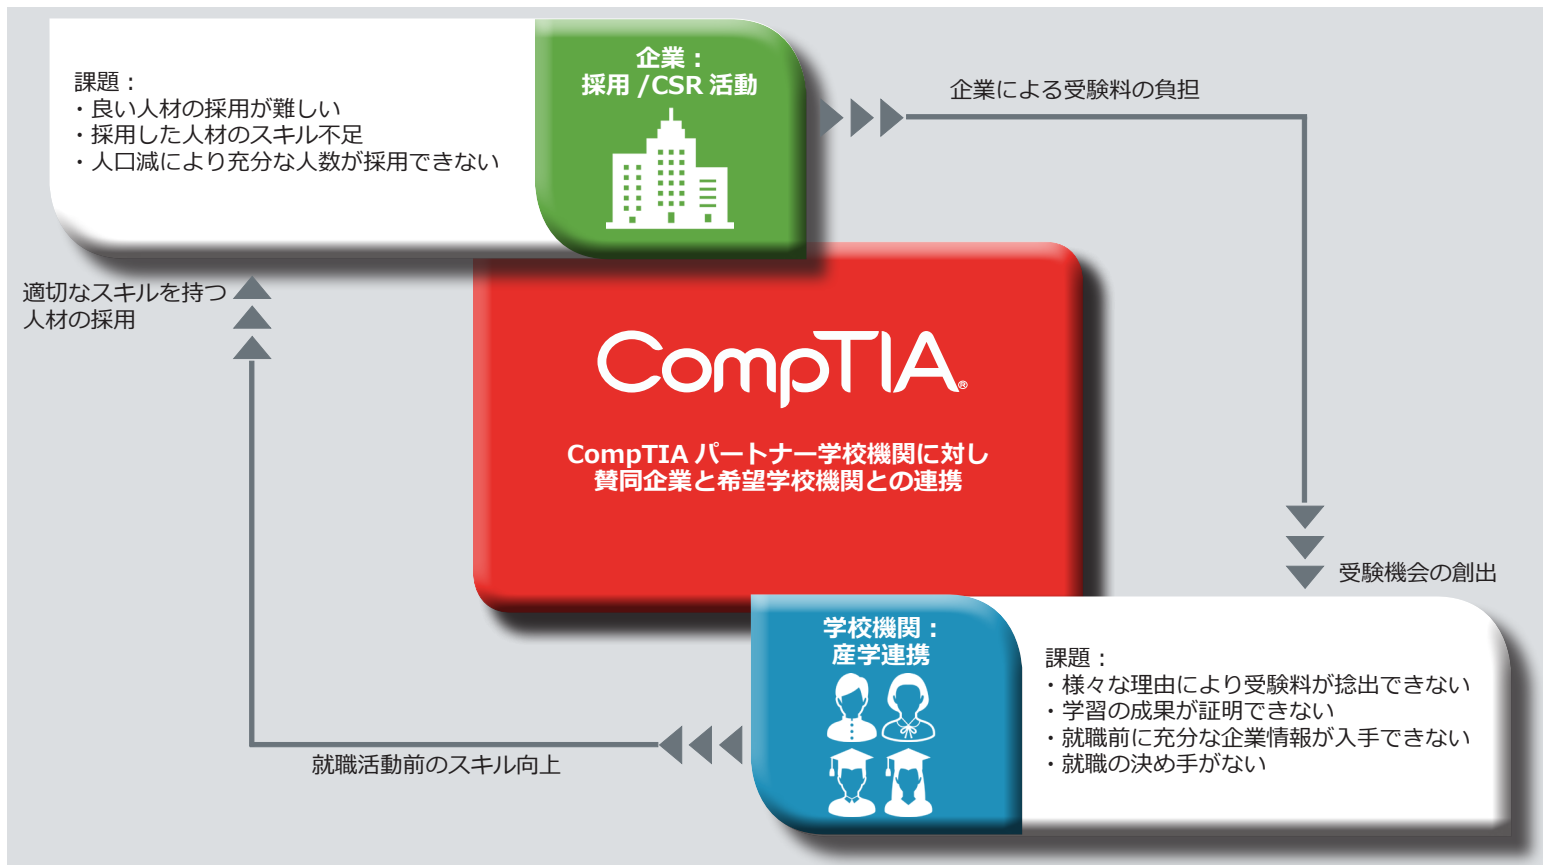 課題：
・良い人材の採用が難しい
・採用した人材のスキル不足
・人口減により充分な人数が採用できない
企業：
採用 /CSR 活動
企業による受験料の負担
適切なスキルを持つ
人材の採用
CompTIA®
CompTIA パートナー学校機関に対し
賛同企業と希望学校機関との連携
受験機会の創出
学校機関：
産学連携
課題：
・様々な理由により受験料が捻出できない
・学習の成果が証明できない
・就職前に充分な企業情報が入手できない
・就職の決め手がない
就職活動前のスキル向上